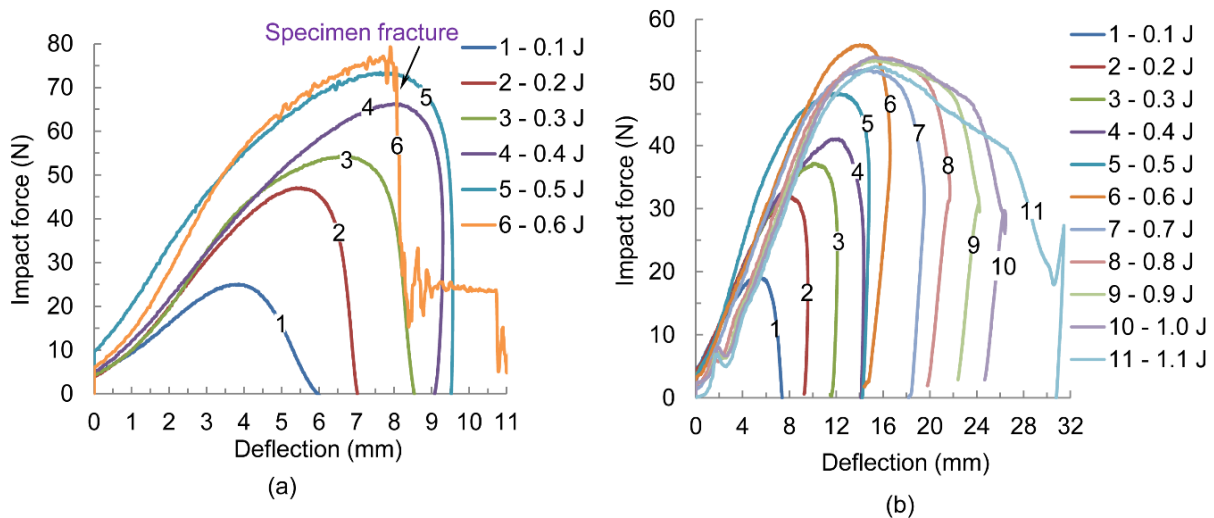 Specimen fracture
Impact force (N)
80
70
60
50
40
30
20
10
0
0 1 2 3 4 5 6 7 8 9 10 11
Deflection (mm)
1
2
3
4
5
6
1 - 0.1 J
2 - 0.2 J
3 - 0.3 J
4 - 0.4 J
5 - 0.5 J
6 - 0.6 J
(a)
Impact force (N)
60
50
40
30
20
10
0
0 4 8 12 16 20 24 28 32
Deflection (mm)
1
2
3
4
5
6
7
8
9
10
11
1 - 0.1 J
2 - 0.2 J
3 - 0.3 J
4 - 0.4 J
5 - 0.5 J
6 - 0.6 J
7 - 0.7 J
8 - 0.8 J
9 - 0.9 J
10 - 1.0 J
11 - 1.1 J
(b)